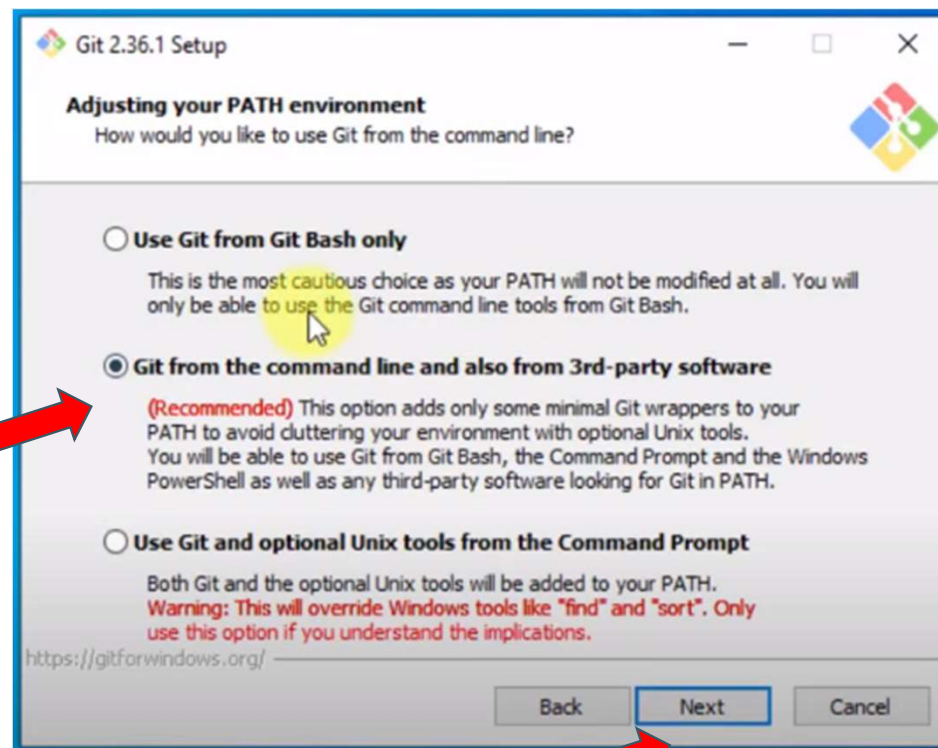 Git 2.36.1 Setup
Adjusting your PATH environment
How would you like to use Git from the command line?
Use Git from Git Bash only
This is the most cautious choice as your PATH will not be modified at all. You will
only be able to use the Git command line tools from Git Bash.
Git from the command line and also from 3rd-party software
(Recommended) This option adds only some minimal Git wrappers to your
PATH to avoid cluttering your environment with optional Unix tools.
You will be able to use Git from Git Bash, the Command Prompt and the Windows
PowerShell as well as any third-party software looking for Git in PATH.
Use Git and optional Unix tools from the Command Prompt
Both Git and the optional Unix tools will be added to your PATH.
Warning: This will override Windows tools like "find" and "sort". Only
use this option if you understand the implications.
https://gitforwindows.org/
Back Next Cancel